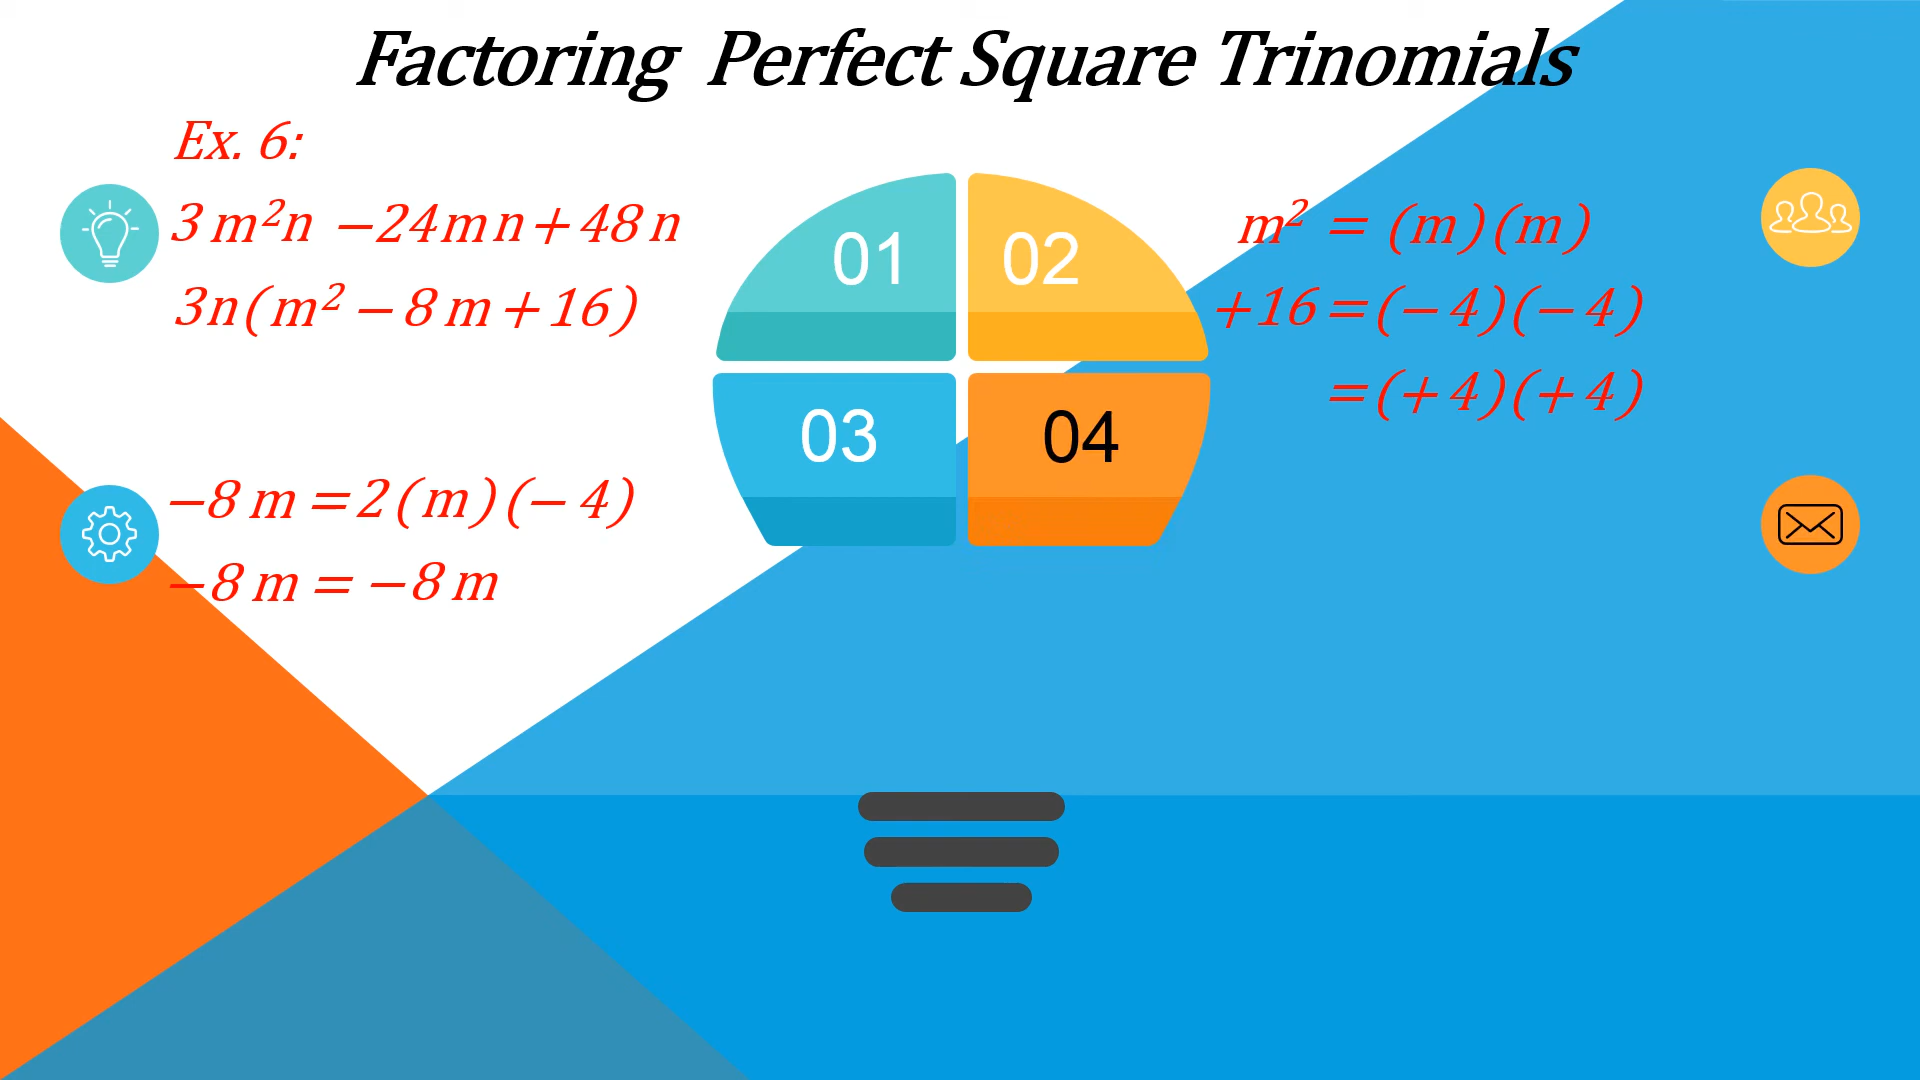 Factoring Perfect Square Trinomials
Ex. 6:
3m²n −24mn+48n
3n(m²−8m+16)
01
02
m² = (m)(m)
+16=(−4)(−4)
=(+4)(+4)
03
04
−8m=2(m)(−4)
−8m=−8m